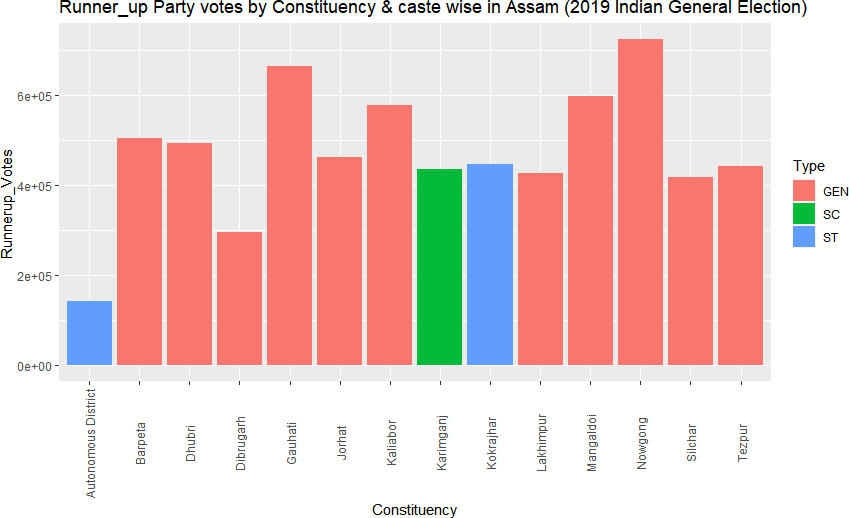 Runner_up Party votes by Constituency & caste wise in Assam (2019 Indian General Election)
Runnerup_Votes
6e+05
4e+05
2e+05
0e+00
Autonomous District
Barpeta
Dhubri
Dibrugarh
Gauhati
Jorhat
Kaliabor
Karimganj
Kokrajhar
Lakhimpur
Mangaldoi
Nowgong
Silchar
Tezpur
Constituency
Type
GEN
SC
ST